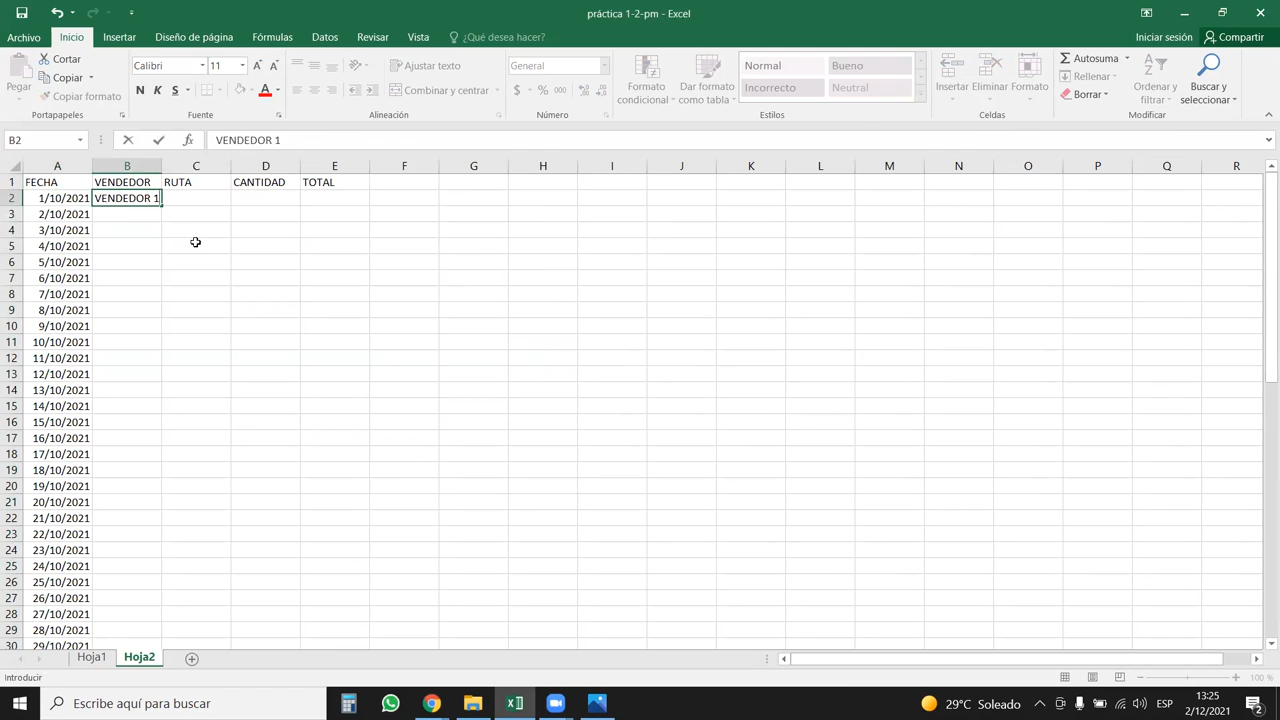 práctica 1-2-pm - Excel
Archivo Inicio Insertar Diseño de página Fórmulas Datos Revisar Vista ¿Qué desea hacer? Iniciar sesión Compartir
Pegar
Cortar
Copiar
Copiar formato
Portapapeles
Calibri 11
N K S A
Fuente
Ajustar texto
Combinar y centrar
Alineación
General
$ % 000
Número
Formato condicional
Dar formato como tabla
Normal Bueno
Incorrecto Neutral
Estilos
Insertar Eliminar Formato
Celdas
Autosuma
Rellenar
Borrar
Ordenar y filtrar
Buscar y seleccionar
Modificar
B2 fx VENDEDOR 1
A B C D E F G H I J K L M N O P Q R
1 FECHA VENDEDOR RUTA CANTIDAD TOTAL
2 1/10/2021 VENDEDOR 1
3 2/10/2021
4 3/10/2021
5 4/10/2021
6 5/10/2021
7 6/10/2021
8 7/10/2021
9 8/10/2021
10 9/10/2021
11 10/10/2021
12 11/10/2021
13 12/10/2021
14 13/10/2021
15 14/10/2021
16 15/10/2021
17 16/10/2021
18 17/10/2021
19 18/10/2021
20 19/10/2021
21 20/10/2021
22 21/10/2021
23 22/10/2021
24 23/10/2021
25 24/10/2021
26 25/10/2021
27 26/10/2021
28 27/10/2021
29 28/10/2021
30 29/10/2021
Hoja1 Hoja2
Introducir 100 %
Escribe aquí para buscar 29°C Soleado ESP 13:25
2/12/2021 2